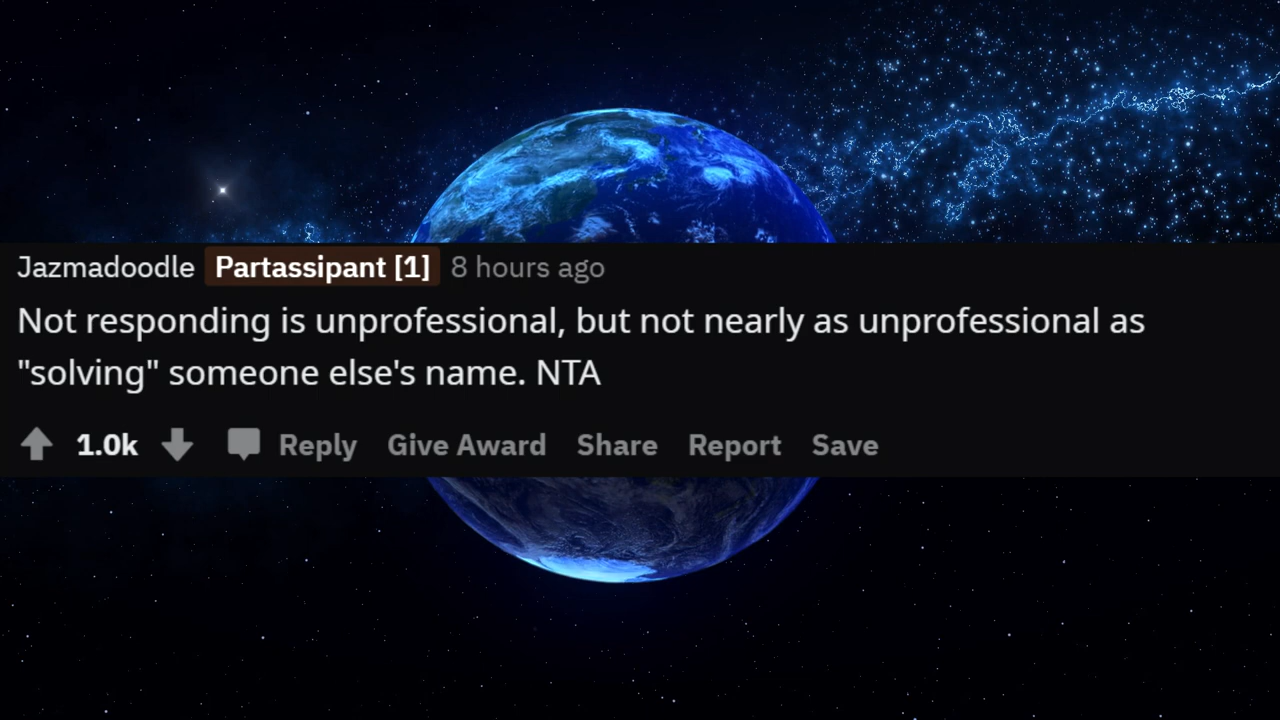 Jazmadoodle Partassipant [1] 8 hours ago
Not responding is unprofessional, but not nearly as unprofessional as
"solving" someone else's name. NTA
1.0k Reply Give Award Share Report Save